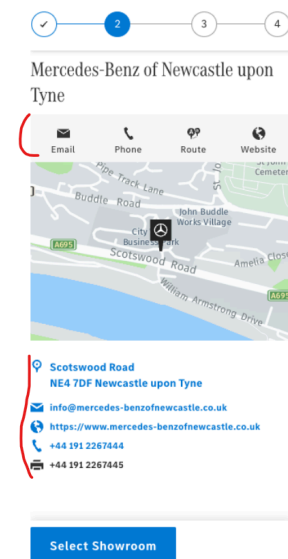 2
3
4
Mercedes-Benz of Newcastle upon
Tyne
Email
Phone
Route
Website
Pipe Track Lane
Cemeter
Buddle Road
John Buddle
Works Village
City
Business Park
A695
Scotswood Road
Amelia Close
William Armstrong Drive
A695
Scotswood Road
NE4 7DF Newcastle upon Tyne
info@mercedes-benzofnewcastle.co.uk
https://www.mercedes-benzofnewcastle.co.uk
+44 191 2267444
+44 191 2267445
Select Showroom